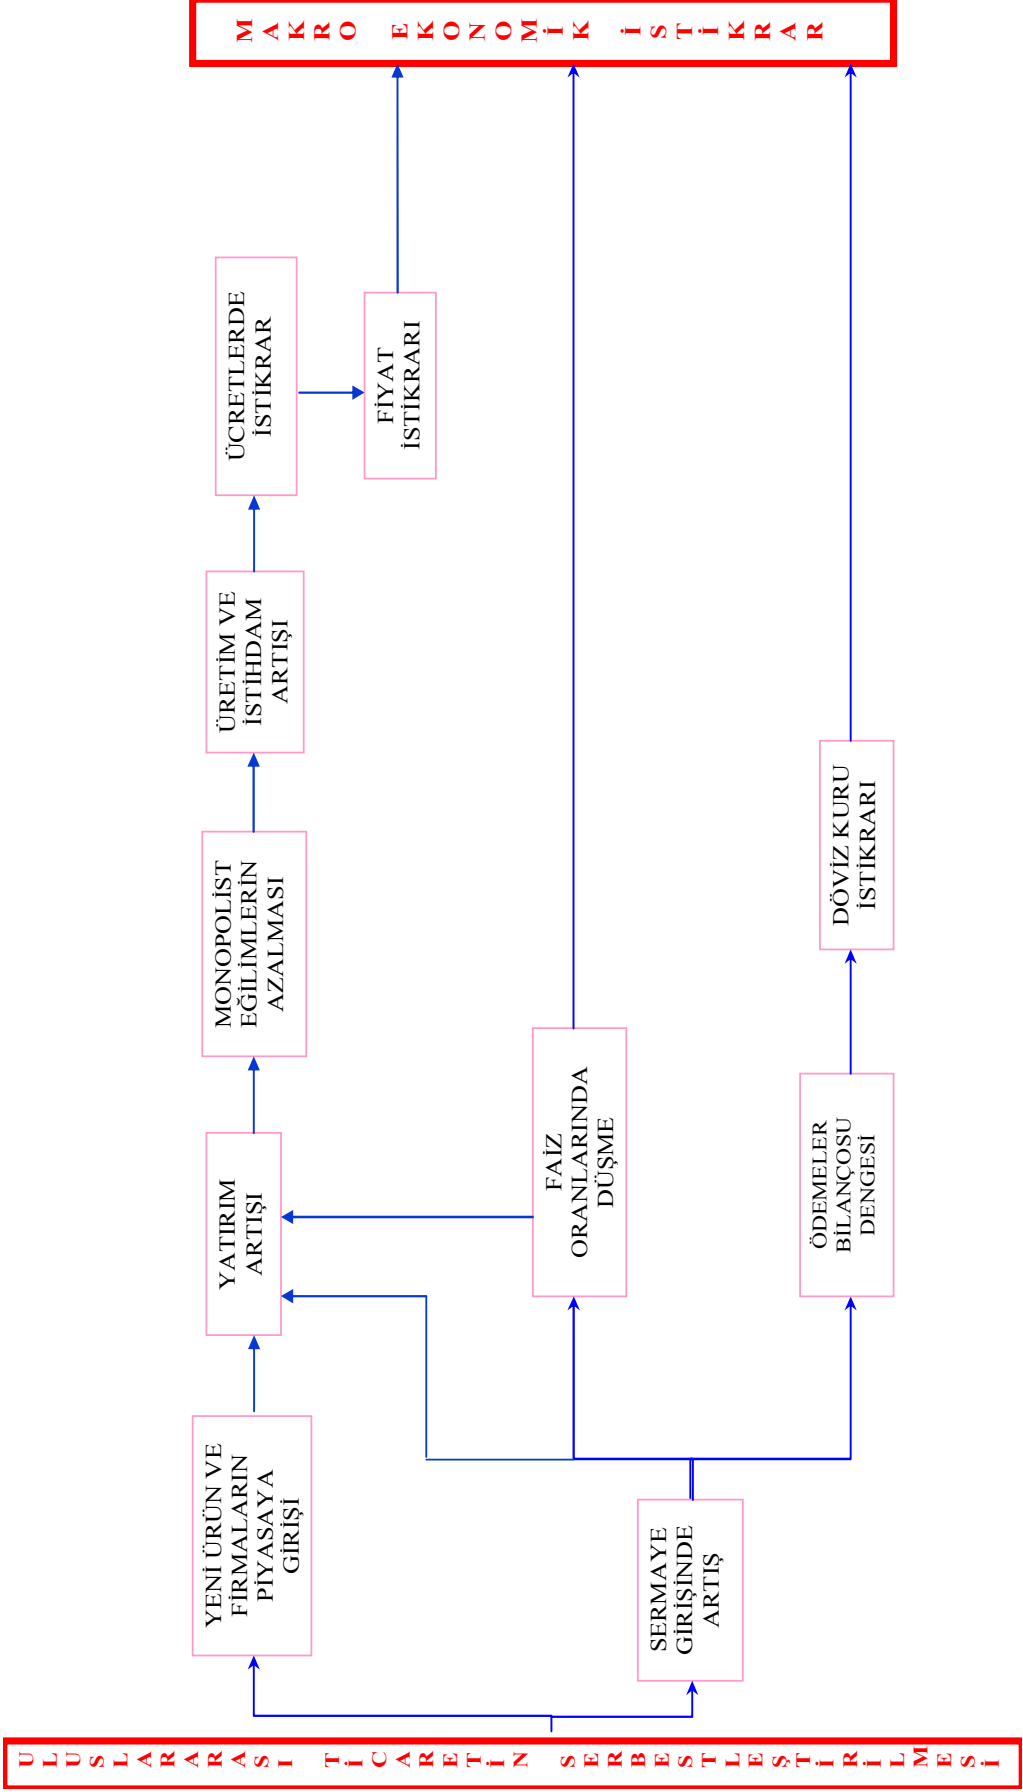 ULUSLARARASI TİCARETİN SERBESTLEŞTİRİLMESİ
YENİ ÜRÜN VE
FİRMALARIN
PİYASAYA
GİRİŞİ
YATIRIM
ARTIŞI
MONOPOLİST
EĞİLİMLERİN
AZALMASI
ÜRETİM VE
İSTİHDAM
ARTIŞI
ÜCRETLERDE
İSTİKRAR
FİYAT
İSTİKRARI
SERMAYE
GİRİŞİNDE
ARTIŞ
FAİZ
ORANLARINDA
DÜŞME
ÖDEMELER
BİLANÇOSU
DENGESİ
DÖVİZ KURU
İSTİKRARI
MAKRO EKONOMİK İSTİKRAR